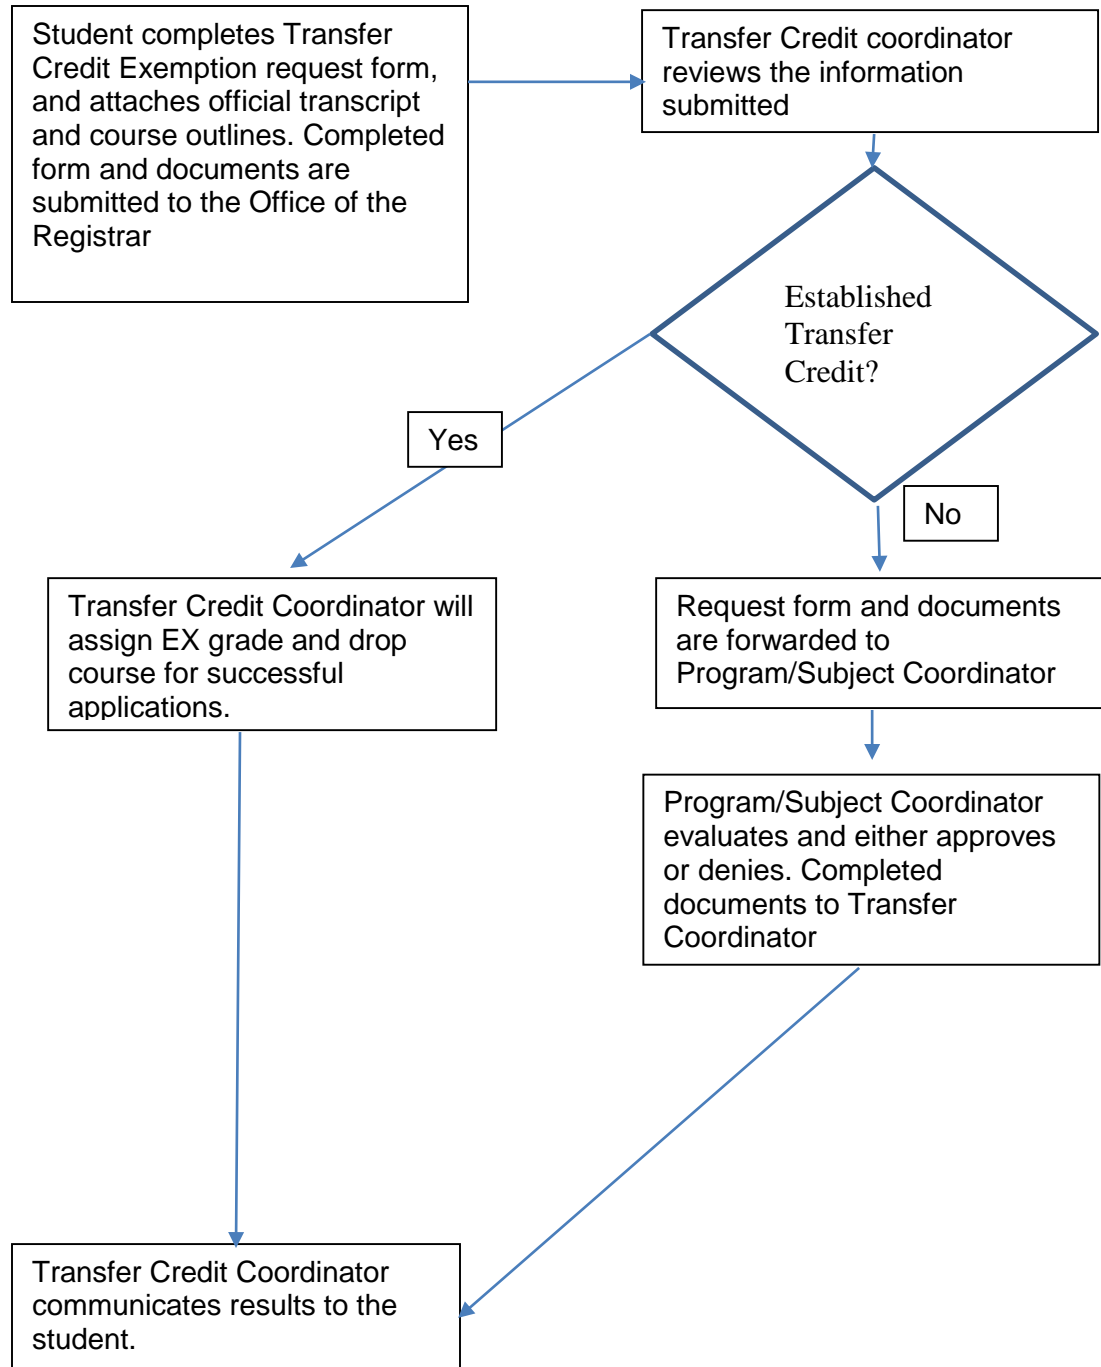 Student completes Transfer
Credit Exemption request form,
and attaches official transcript
and course outlines. Completed
form and documents are
submitted to the Office of the
Registrar
Transfer Credit coordinator
reviews the information
submitted
Established
Transfer
Credit?
Yes
No
Transfer Credit Coordinator will
assign EX grade and drop
course for successful
applications.
Request form and documents
are forwarded to
Program/Subject Coordinator
Program/Subject Coordinator
evaluates and either approves
or denies. Completed
documents to Transfer
Coordinator
Transfer Credit Coordinator
communicates results to the
student.